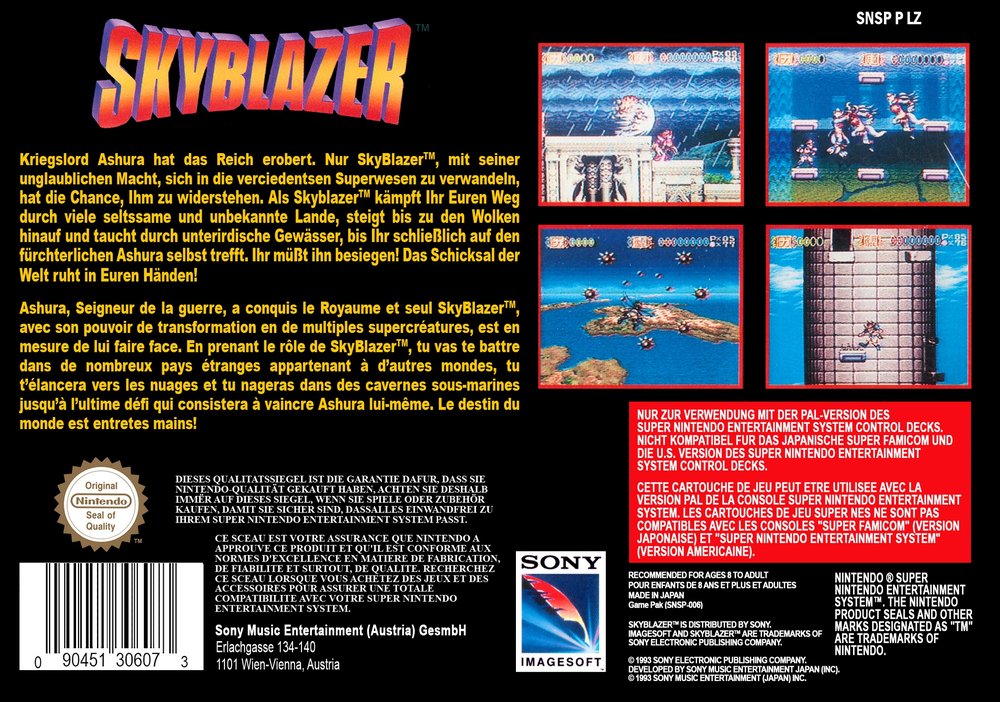 SNSP P LZ
SKYBLAZER™
Kriegslord Ashura hat das Reich erobert. Nur SkyBlazer™, mit seiner
unglaublichen Macht, sich in die verciedentsen Superwesen zu verwandeln,
hat die Chance, Ihm zu widerstehen. Als Skyblazer™ kämpft Ihr Euren Weg
durch viele seltssame und unbekannte Lande, steigt bis zu den Wolken
hinauf und taucht durch unterirdische Gewässer, bis Ihr schließlich auf den
fürchterlichen Ashura selbst trefft. Ihr müßt ihn besiegen! Das Schicksal der
Welt ruht in Euren Händen!
Ashura, Seigneur de la guerre, a conquis le Royaume et seul SkyBlazer™,
avec son pouvoir de transformation en de multiples supercréatures, est en
mesure de lui faire face. En prenant le rôle de SkyBlazer™, tu vas te battre
dans de nombreux pays étranges appartenant à d'autres mondes, tu
t'élancera vers les nuages et tu nageras dans des cavernes sous-marines
jusqu'à l'ultime défi qui consistera à vaincre Ashura lui-même. Le destin du
monde est entretes mains!
NUR ZUR VERWENDUNG MIT DER PAL-VERSION DES
SUPER NINTENDO ENTERTAINMENT SYSTEM CONTROL DECKS.
NICHT KOMPATIBEL FUR DAS JAPANISCHE SUPER FAMICOM UND
DIE U.S. VERSION DES SUPER NINTENDO ENTERTAINMENT
SYSTEM CONTROL DECKS.
CETTE CARTOUCHE DE JEU PEUT ETRE UTILISEE AVEC LA
VERSION PAL DE LA CONSOLE SUPER NINTENDO ENTERTAINMENT
SYSTEM. LES CARTOUCHES DE JEU SUPER NES NE SONT PAS
COMPATIBLES AVEC LES CONSOLES "SUPER FAMICOM" (VERSION
JAPONAISE) ET "SUPER NINTENDO ENTERTAINMENT SYSTEM"
(VERSION AMERICAINE).
Original
Nintendo
Seal of
Quality
TM
DIESES QUALITATSSIEGEL IST DIE GARANTIE DAFUR, DASS SIE
NINTENDO-QUALITÄT GEKAUFT HABEN, ACHTEN SIE DESHALB
IMMER AUF DIESES SIEGEL, WENN SIE SPIELE ODER ZUBEHÖR
KAUFEN, DAMIT SIE SICHER SIND, DASSALLES EINWANDFREI ZU
IHREM SUPER NINTENDO ENTERTAINMENT SYSTEM PASST.
CE SCEAU EST VOTRE ASSURANCE QUE NINTENDO A
APPROUVE CE PRODUIT ET QU'IL EST CONFORME AUX
NORMES D'EXCELLENCE EN MATIERE DE FABRICATION,
DE FIABILITE ET SURTOUT, DE QUALITE. RECHERCHEZ
CE SCEAU LORSQUE VOUS ACHETEZ DES JEUX ET DES
ACCESSOIRES POUR ASSURER UNE TOTALE
COMPATIBILITE AVEC VOTRE SUPER NINTENDO
ENTERTAINMENT SYSTEM.
Sony Music Entertainment (Austria) GesmbH
Erlachgasse 134-140
1101 Wien-Vienna, Austria
0 90451 30607 3
SONY
IMAGESOFT™
RECOMMENDED FOR AGES 8 TO ADULT
POUR ENFANTS DE 8 ANS ET PLUS ET ADULTES
MADE IN JAPAN
Game Pak (SNSP-006)
SKYBLAZER™ IS DISTRIBUTED BY SONY.
IMAGESOFT AND SKYBLAZER™ ARE TRADEMARKS OF
SONY ELECTRONIC PUBLISHING COMPANY.
© 1993 SONY ELECTRONIC PUBLISHING COMPANY.
DEVELOPED BY SONY MUSIC ENTERTAINMENT JAPAN (INC).
© 1993 SONY MUSIC ENTERTAINMENT (JAPAN) INC.
NINTENDO ® SUPER
NINTENDO ENTERTAINMENT
SYSTEM™. THE NINTENDO
PRODUCT SEALS AND OTHER
MARKS DESIGNATED AS "TM"
ARE TRADEMARKS OF
NINTENDO.